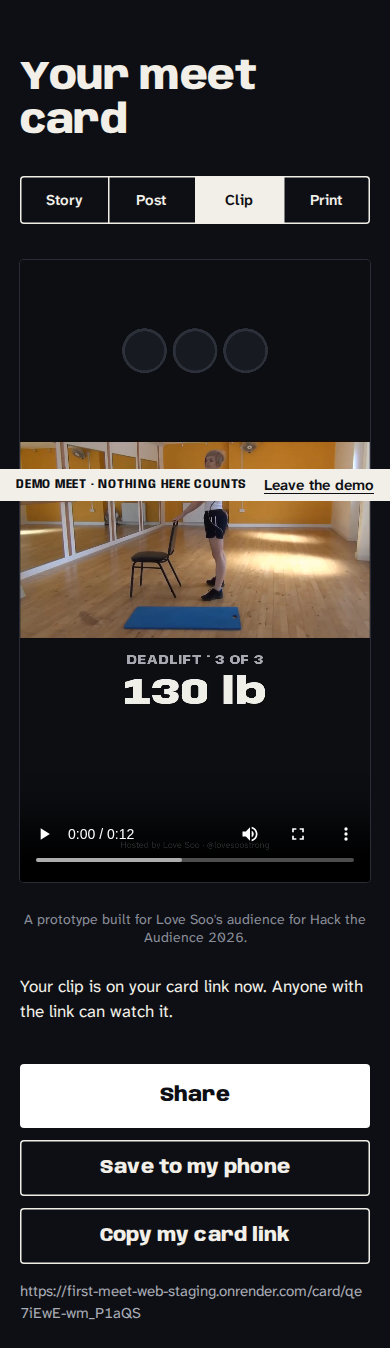 Your meet
card
Story Post Clip Print
DEMO MEET · NOTHING HERE COUNTS Leave the demo
DEADLIFT · 3 OF 3
130 lb
0:00 / 0:12
Hosted by Love Soo · @lovesoostrong
A prototype built for Love Soo's audience for Hack the
Audience 2026.
Your clip is on your card link now. Anyone with
the link can watch it.
Share
Save to my phone
Copy my card link
https://first-meet-web-staging.onrender.com/card/qe
7iEwE-wm_P1aQS